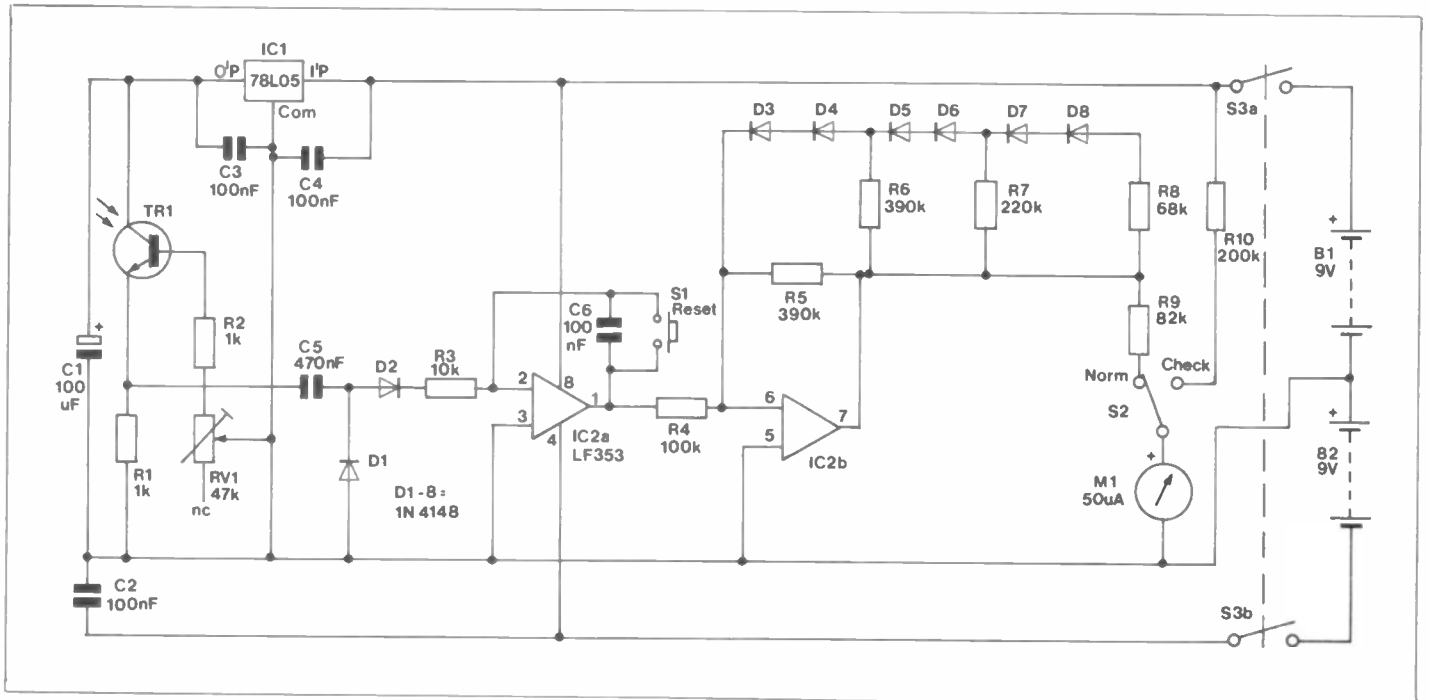 IC1
O'P
78L05
I'P
Com
C3
100nF
C4
100nF
TR1
R2
1k
C1
100
uF
+
R1
1k
RV1
47k
nc
C5
470nF
D2
R3
10k
D1
D1-8=
1N4148
C6
100
nF
S1
Reset
2
3
8
1
4
IC2a
LF353
R4
100k
D3
D4
D5
D6
D7
D8
R6
390k
R7
220k
R8
68k
R5
390k
6
5
7
IC2b
R9
82k
R10
200k
Norm
Check
S2
+
M1
50uA
S3a
+
B1
9V
+
B2
9V
S3b
C2
100nF